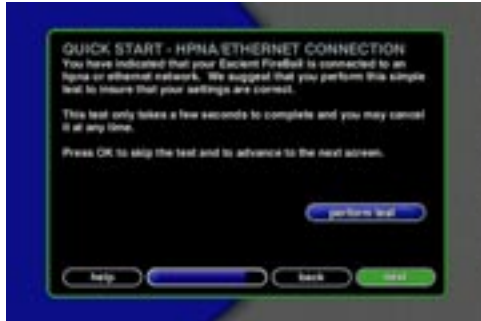 QUICK START - HPNA/ETHERNET CONNECTION
You have indicated that your Escient FireBall is connected to an
hpna or ethernet network. We suggest that you perform this simple
test to insure that your settings are correct.
This test only takes a few seconds to complete and you may cancel
it at any time.
Press OK to skip the test and to advance to the next screen.
perform test
help
back
next